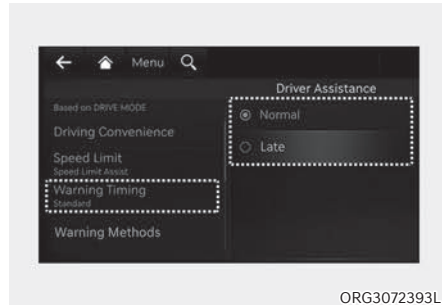 Menu
Driver Assistance
Based on DRIVE MODE
Driving Convenience
Speed Limit
Speed Limit Assist
Warning Timing
Standard
Warning Methods
Normal
Late
ORG3072393L